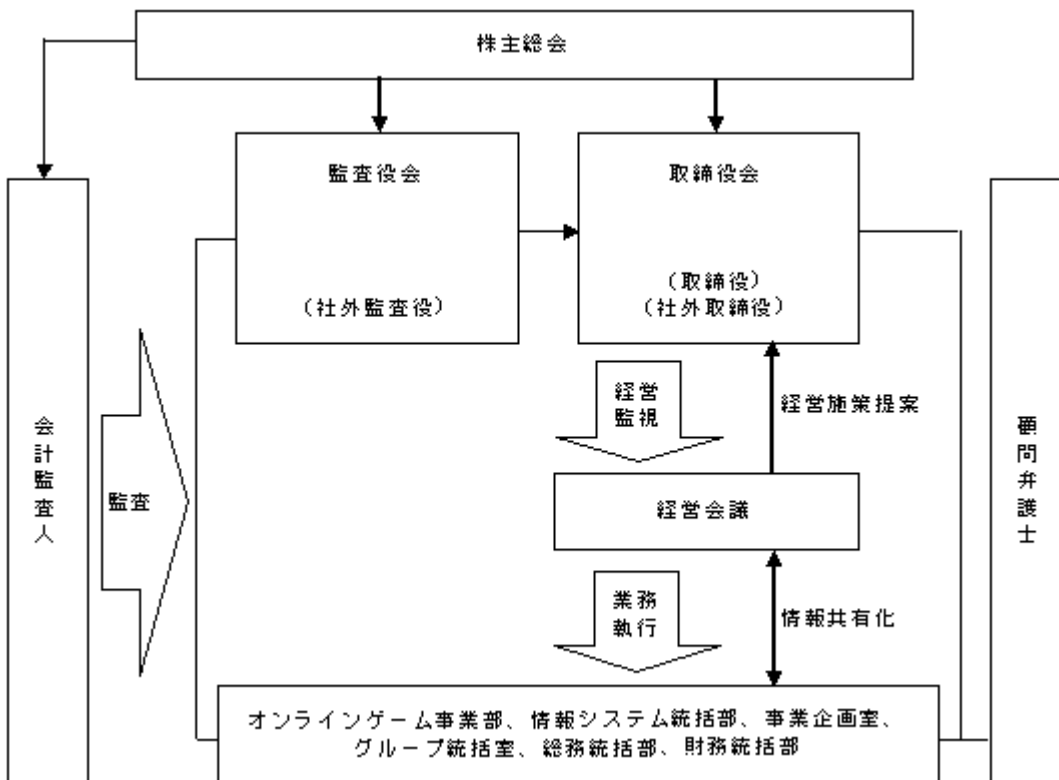 株主総会
監査役会
(社外監査役)
取締役会
(取締役)
(社外取締役)
会計監査人
監査
経営
監視
経営施策提案
経営会議
業務
執行
情報共有化
顧問弁護士
オンラインゲーム事業部、情報システム統括部、事業企画室、
グループ統括室、総務統括部、財務統括部